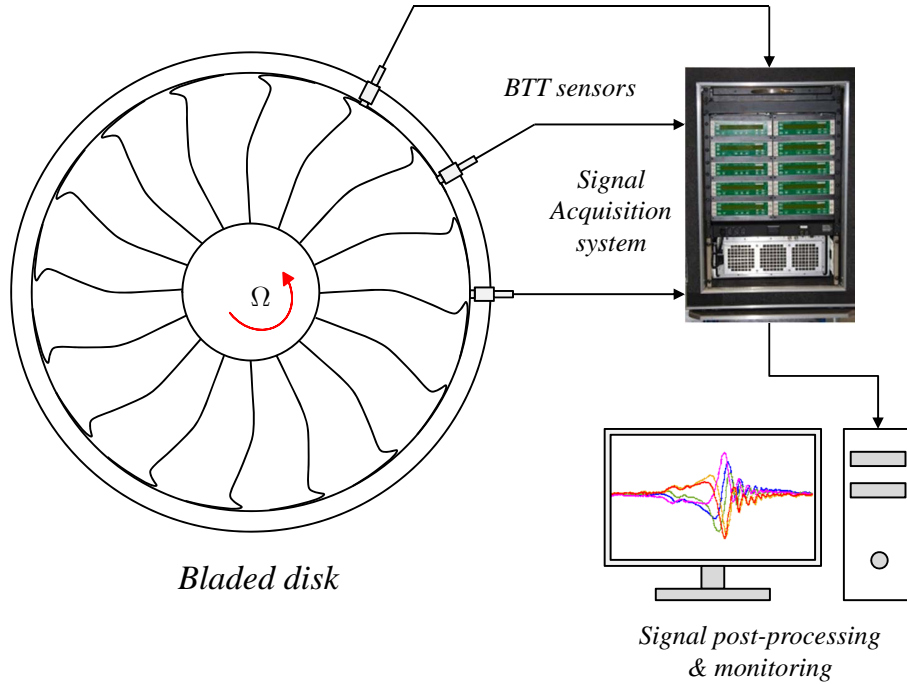 BTT sensors
Signal
Acquisition
system
Ω
Bladed disk
Signal post-processing
& monitoring